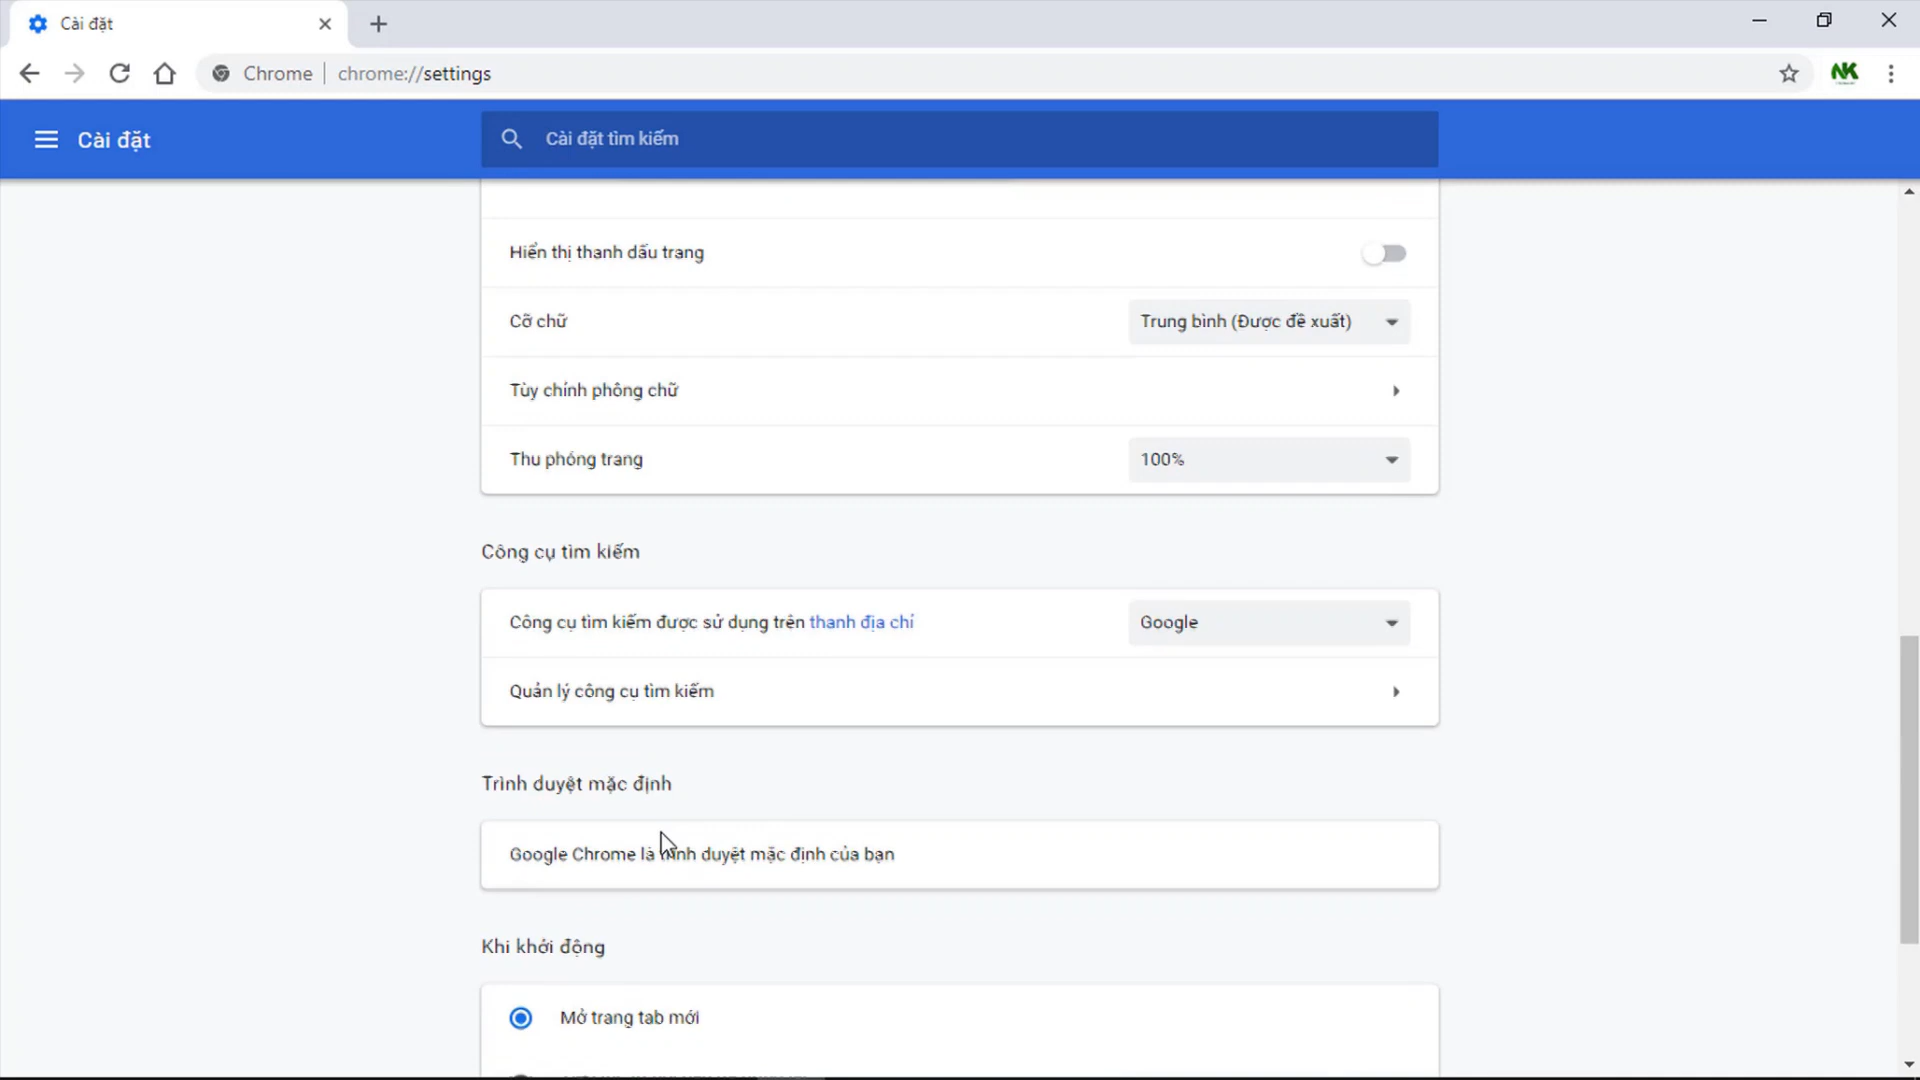 Cài đặt
Chrome | chrome://settings
NK
Cài đặt
Cài đặt tìm kiếm
Hiển thị thanh dấu trang
Cỡ chữ
Trung bình (Được đề xuất)
Tùy chỉnh phông chữ
Thu phóng trang
100%
Công cụ tìm kiếm
Công cụ tìm kiếm được sử dụng trên thanh địa chỉ
Google
Quản lý công cụ tìm kiếm
Trình duyệt mặc định
Google Chrome là trình duyệt mặc định của bạn
Khi khởi động
Mở trang tab mới